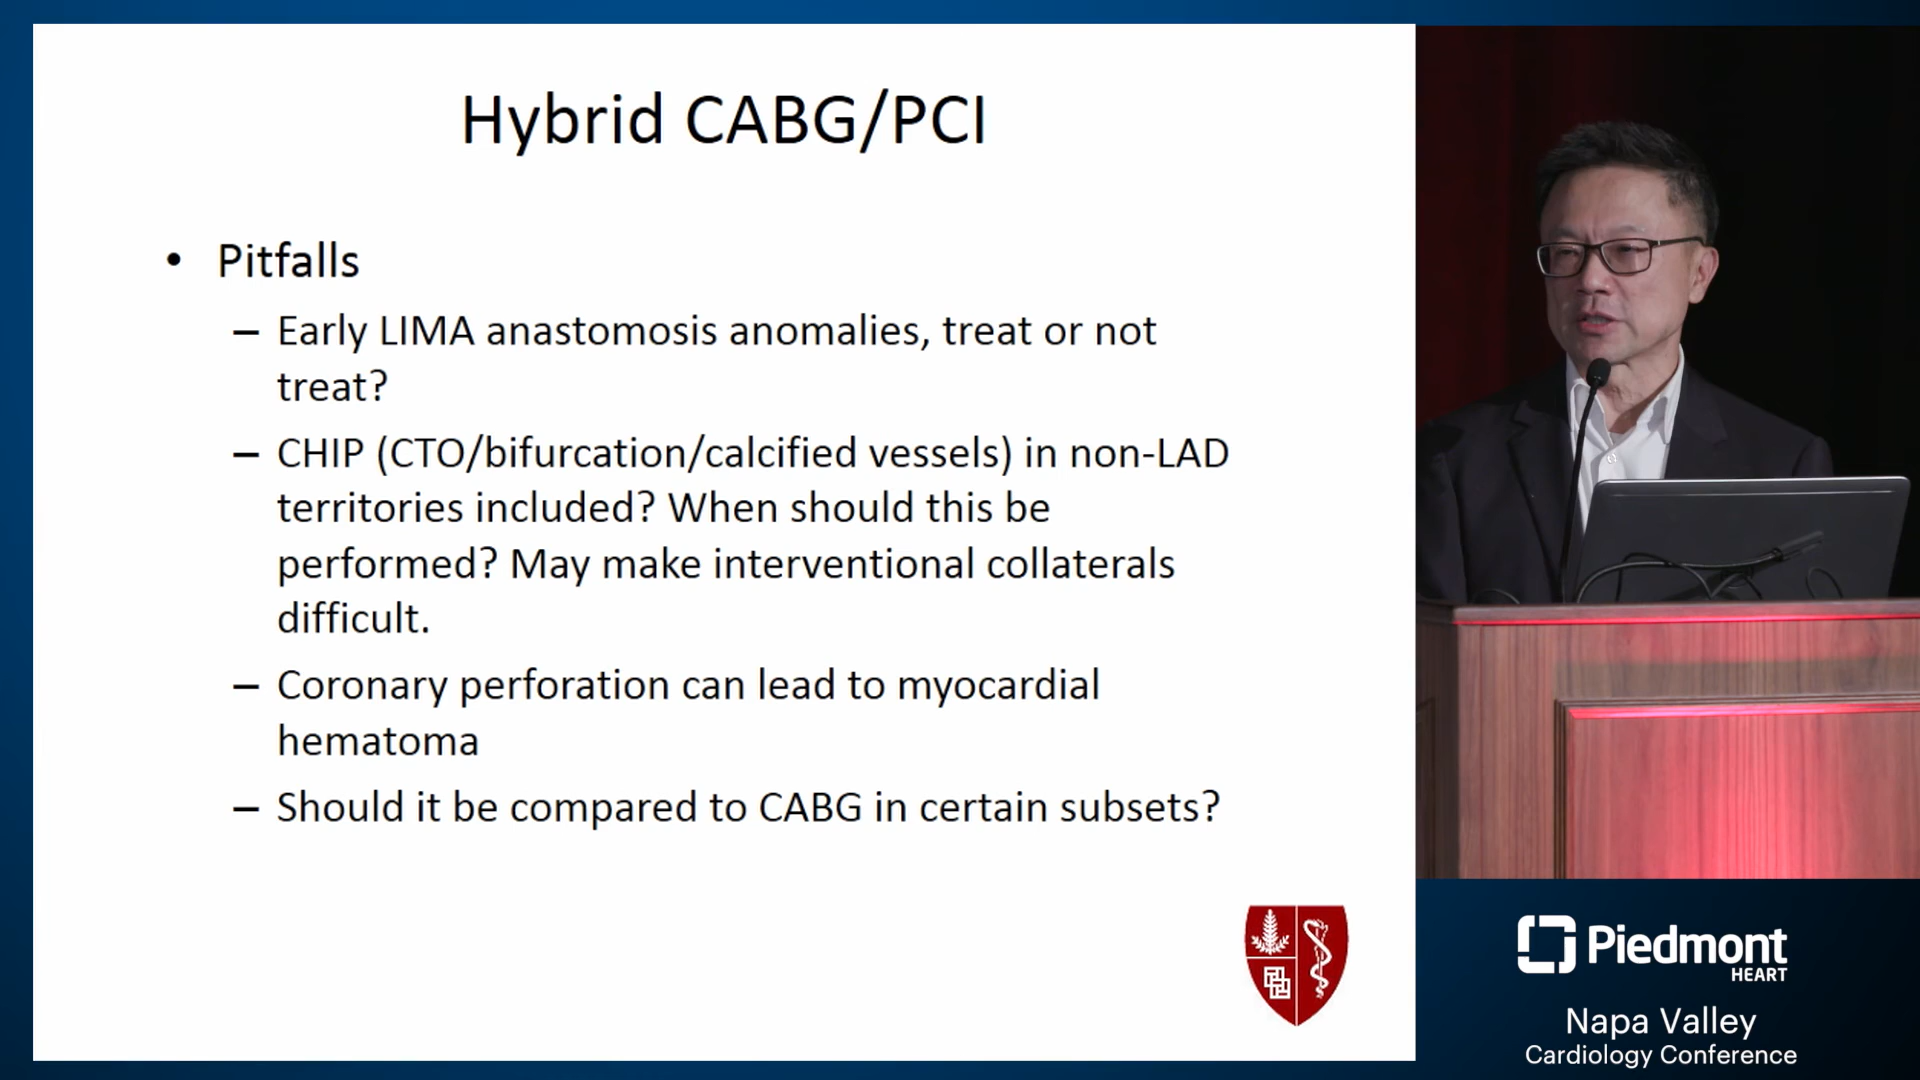 Hybrid CABG/PCI
• Pitfalls
– Early LIMA anastomosis anomalies, treat or not
treat?
– CHIP (CTO/bifurcation/calcified vessels) in non-LAD
territories included? When should this be
performed? May make interventional collaterals
difficult.
– Coronary perforation can lead to myocardial
hematoma
– Should it be compared to CABG in certain subsets?
Piedmont
HEART
Napa Valley
Cardiology Conference